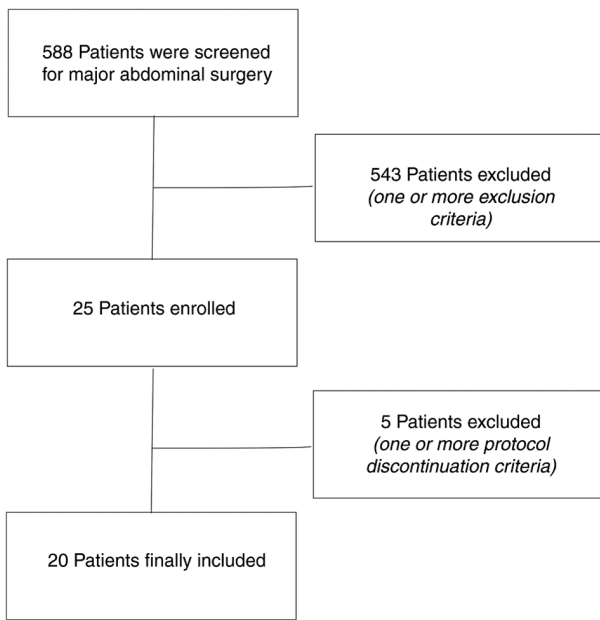 588 Patients were screened
for major abdominal surgery
543 Patients excluded
(one or more exclusion
criteria)
25 Patients enrolled
5 Patients excluded
(one or more protocol
discontinuation criteria)
20 Patients finally included